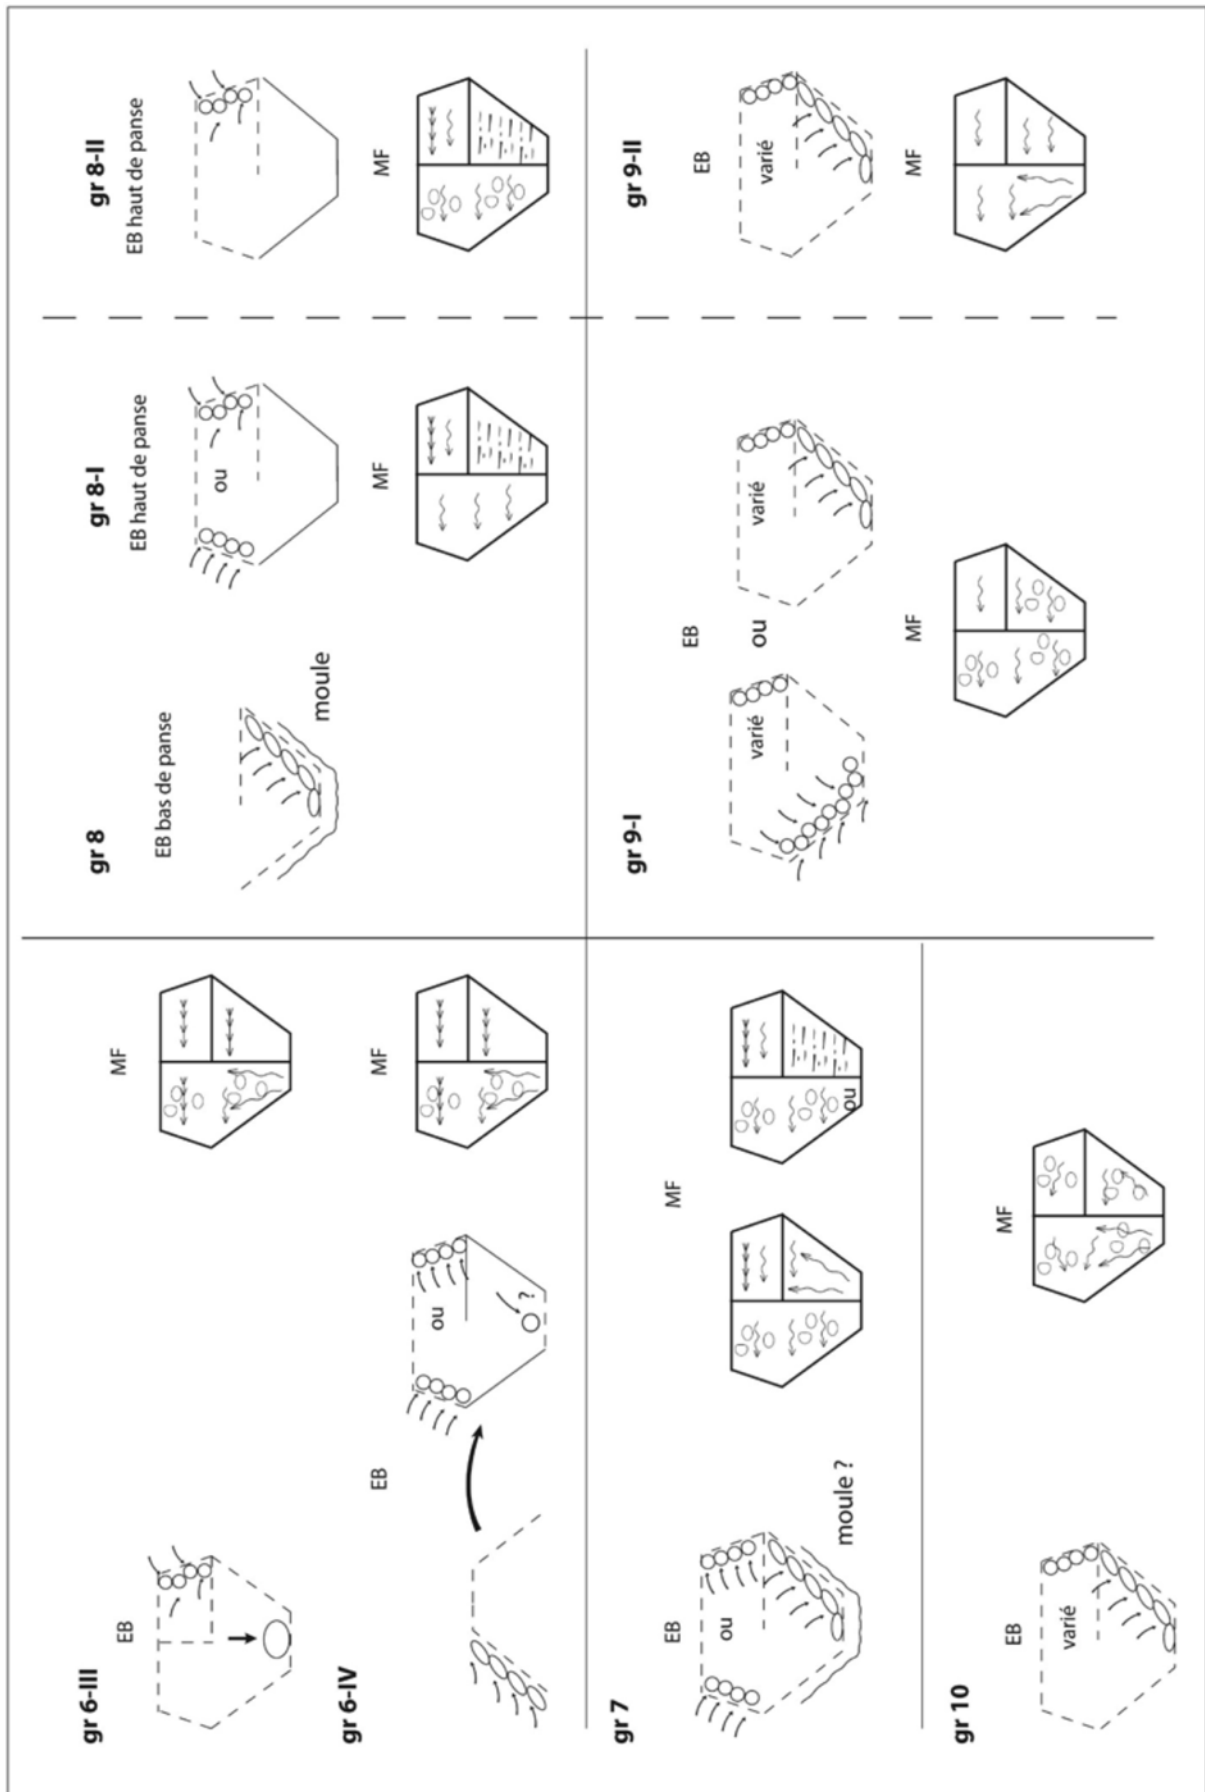 gr 6-III
EB
MF
gr 6-IV
EB
ou
?
MF
gr 7
EB
ou
moule ?
MF
ou
gr 10
EB
varié
MF
gr 8
EB bas de panse
moule
gr 8-I
EB haut de panse
ou
MF
gr 8-II
EB haut de panse
MF
gr 9-I
EB
varié
ou
varié
MF
gr 9-II
EB
varié
MF